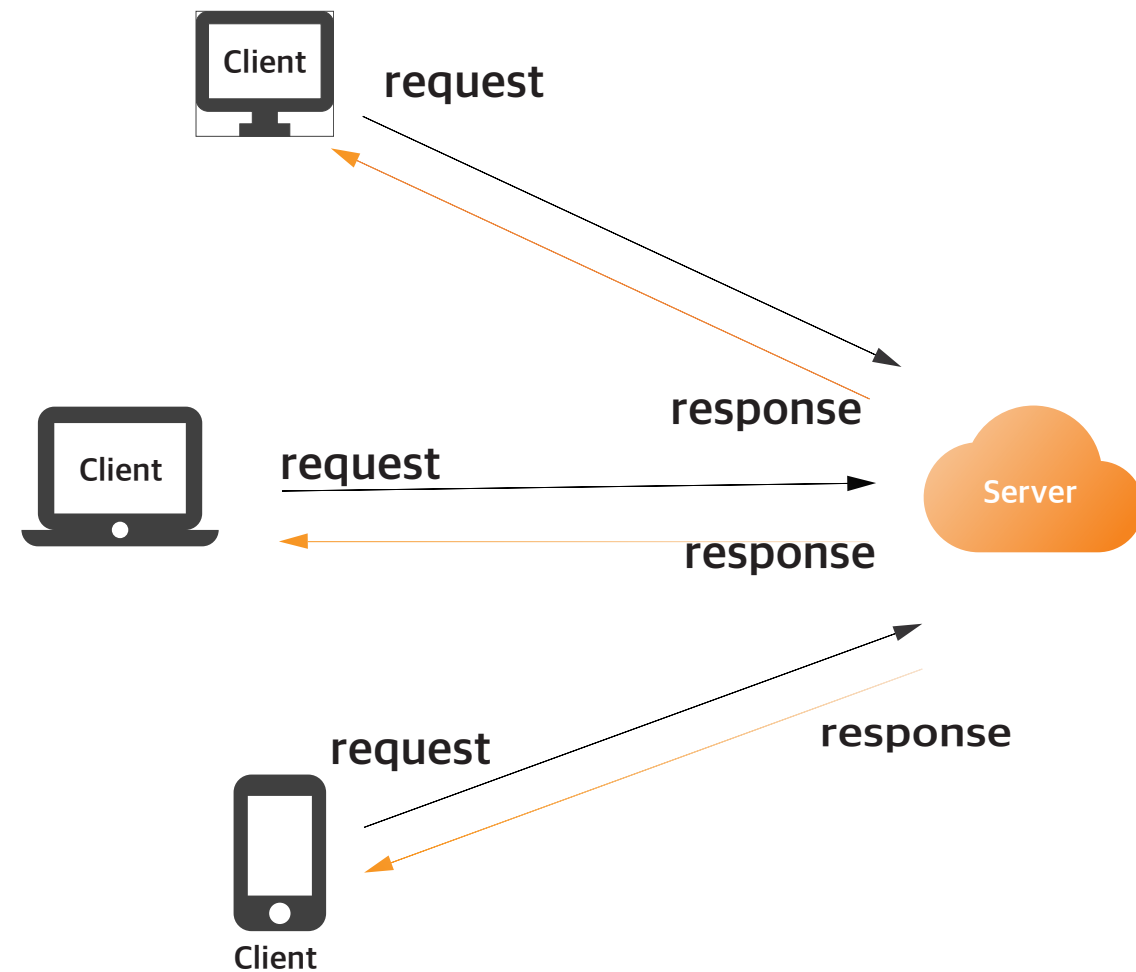 Client
request
response
Client
request
Server
response
request
response
Client